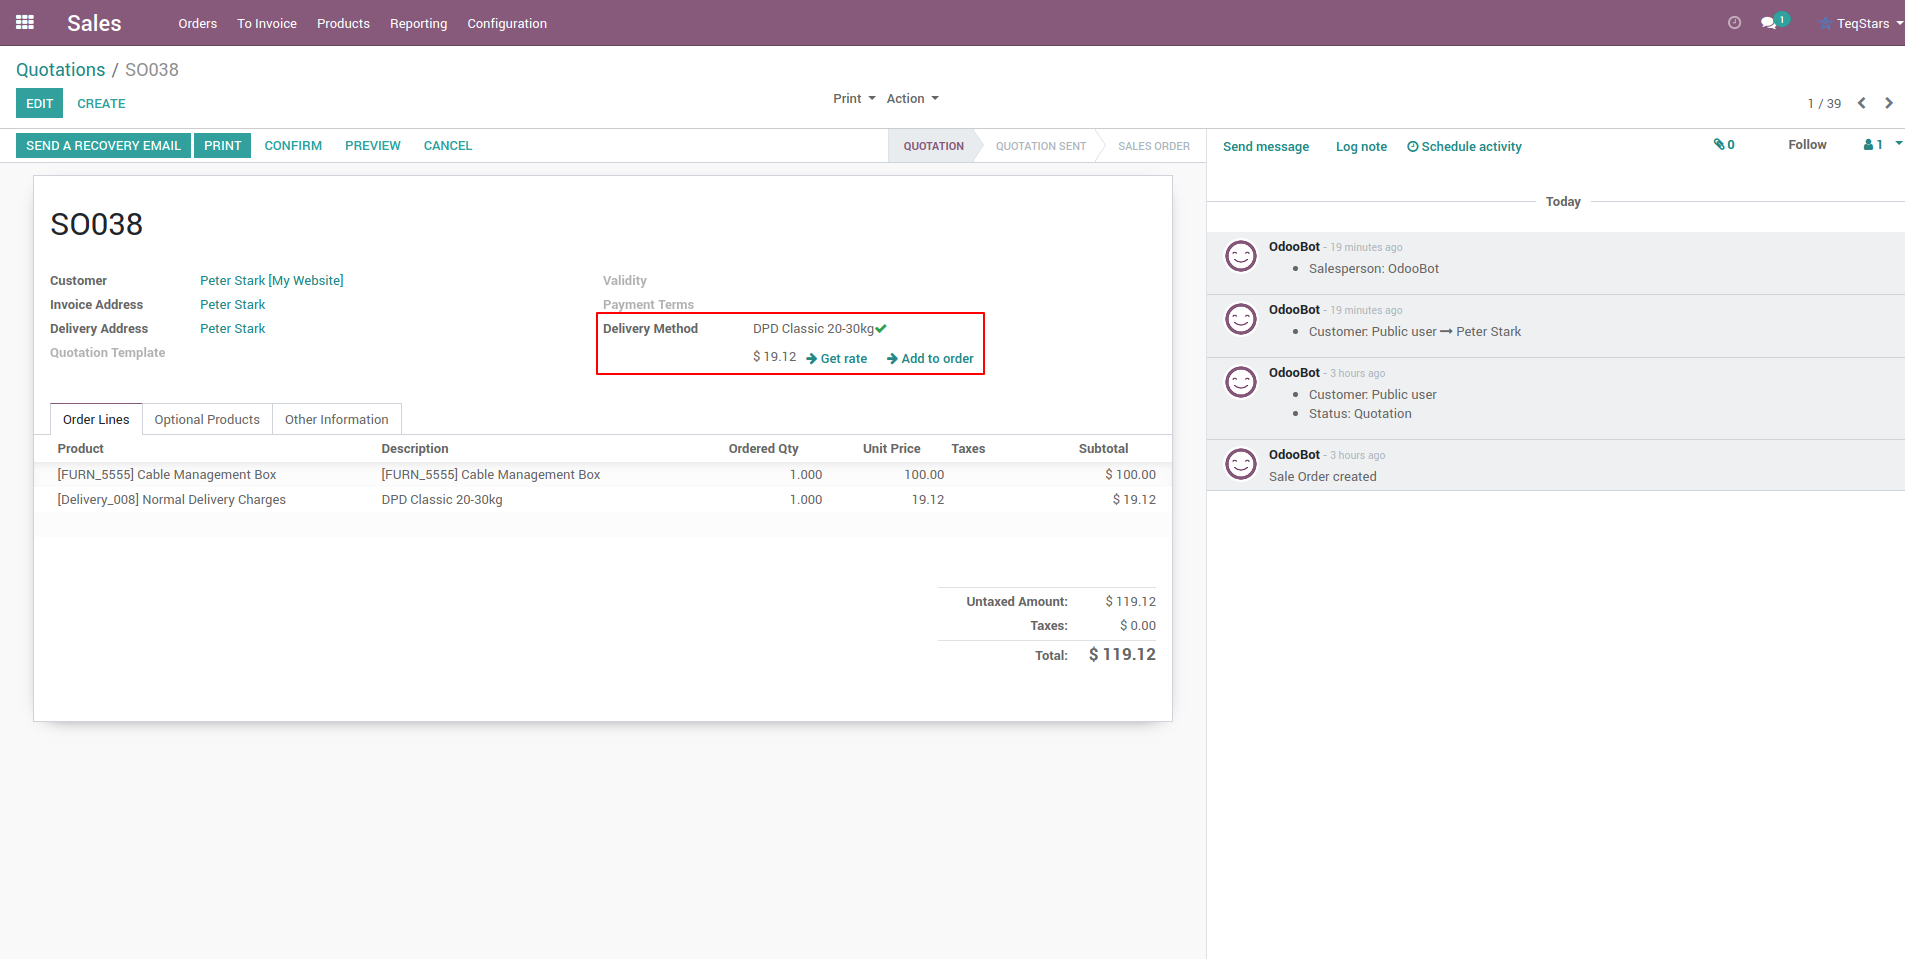 Sales Orders To Invoice Products Reporting Configuration 1 TeqStars
Quotations / SO038
EDIT CREATE Print Action 1 / 39
SEND A RECOVERY EMAIL PRINT CONFIRM PREVIEW CANCEL QUOTATION QUOTATION SENT SALES ORDER
SO038
Customer Peter Stark [My Website] Validity
Invoice Address Peter Stark Payment Terms
Delivery Address Peter Stark Delivery Method DPD Classic 20-30kg
Quotation Template $ 19.12 Get rate Add to order
Order Lines Optional Products Other Information
Product Description Ordered Qty Unit Price Taxes Subtotal
[FURN_5555] Cable Management Box [FURN_5555] Cable Management Box 1.000 100.00 $ 100.00
[Delivery_008] Normal Delivery Charges DPD Classic 20-30kg 1.000 19.12 $ 19.12
Untaxed Amount: $ 119.12
Taxes: $ 0.00
Total: $ 119.12
Send message Log note Schedule activity 0 Follow 1
Today
OdooBot - 19 minutes ago
Salesperson: OdooBot
OdooBot - 19 minutes ago
Customer: Public user → Peter Stark
OdooBot - 3 hours ago
Customer: Public user
Status: Quotation
OdooBot - 3 hours ago
Sale Order created